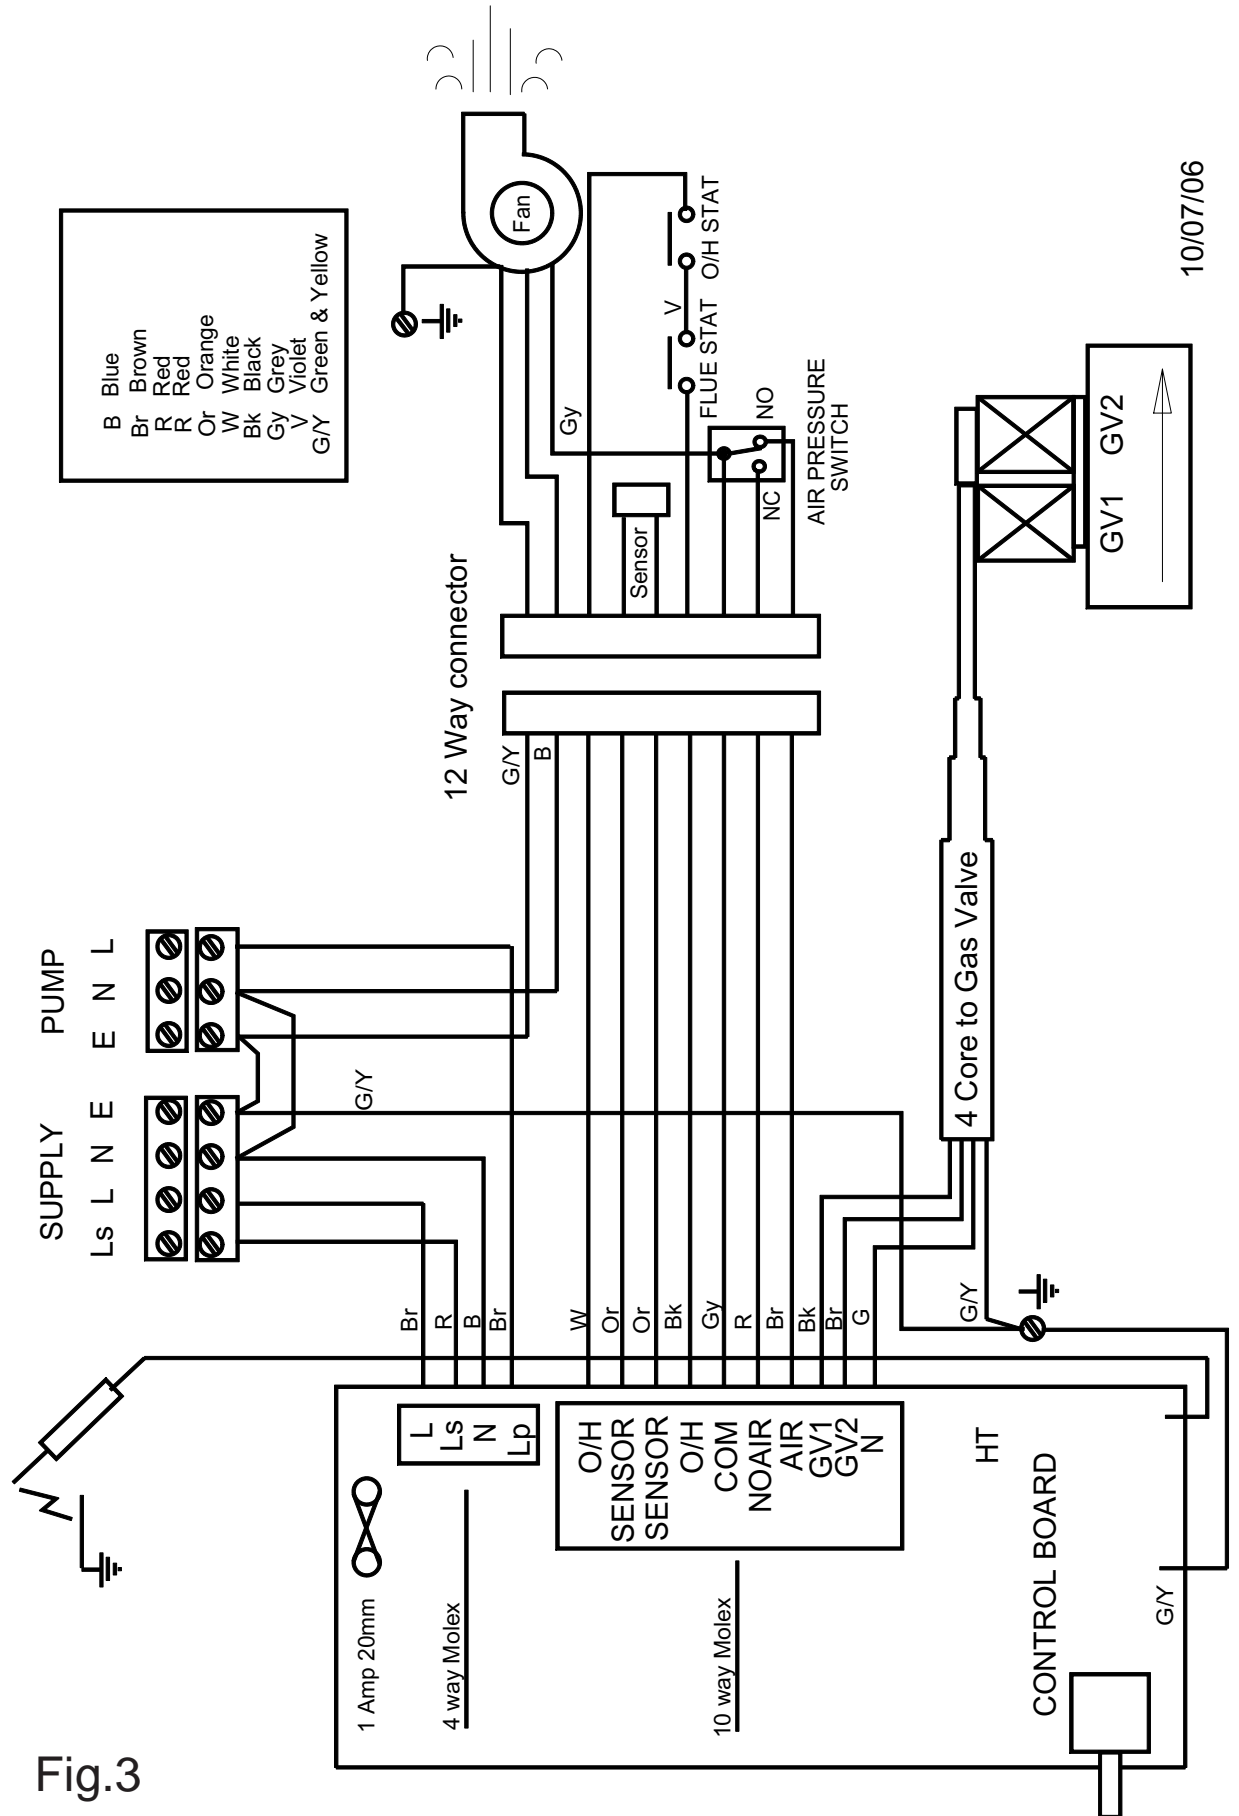 Fig.3
SUPPLY
Ls L N E
PUMP
E N L
B Blue
Br Brown
R Red
R Red
Or Orange
W White
Bk Black
Gy Grey
V Violet
G/Y Green & Yellow
12 Way connector
Fan
Gy
Sensor
V
FLUE STAT
O/H STAT
NC
NO
AIR PRESSURE
SWITCH
G/Y
B
G/Y
Br
R
B
Br
W
Or
Or
Bk
Gy
R
Br
Bk
Br
G
G/Y
4 Core to Gas Valve
GV1 GV2
1 Amp 20mm
4 way Molex
L
Ls
N
Lp
10 way Molex
O/H
SENSOR
SENSOR
O/H
COM
NOAIR
AIR
GV1
GV2
N
HT
CONTROL BOARD
G/Y
10/07/06